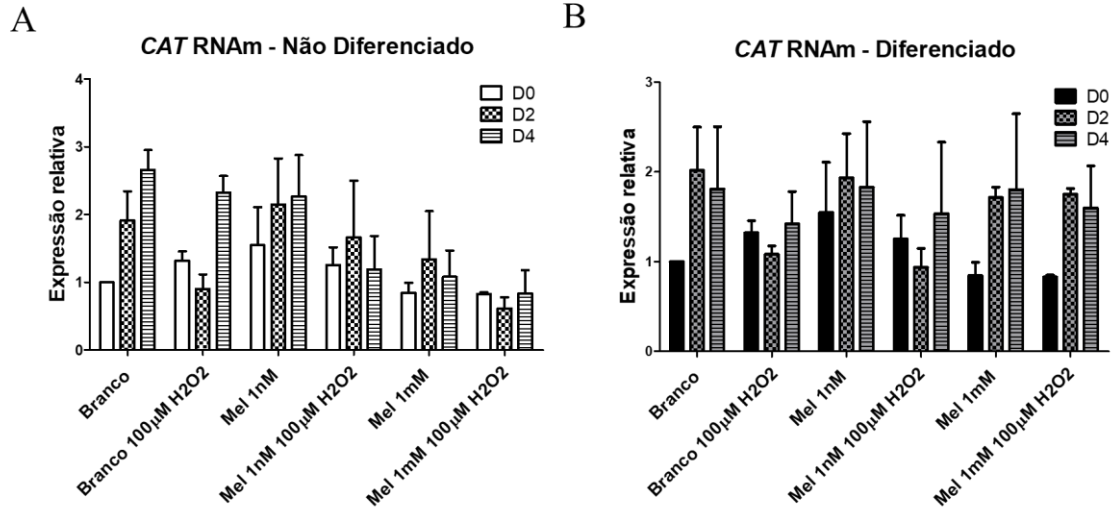 A
CAT RNAm - Não Diferenciado
Expressão relativa
4
3
2
1
0
D0
D2
D4
Branco
Branco 100µM H2O2
Mel 1nM
Mel 1nM 100µM H2O2
Mel 1mM
Mel 1mM 100µM H2O2
B
CAT RNAm - Diferenciado
Expressão relativa
3
2
1
0
D0
D2
D4
Branco
Branco 100µM H2O2
Mel 1nM
Mel 1nM 100µM H2O2
Mel 1mM
Mel 1mM 100µM H2O2